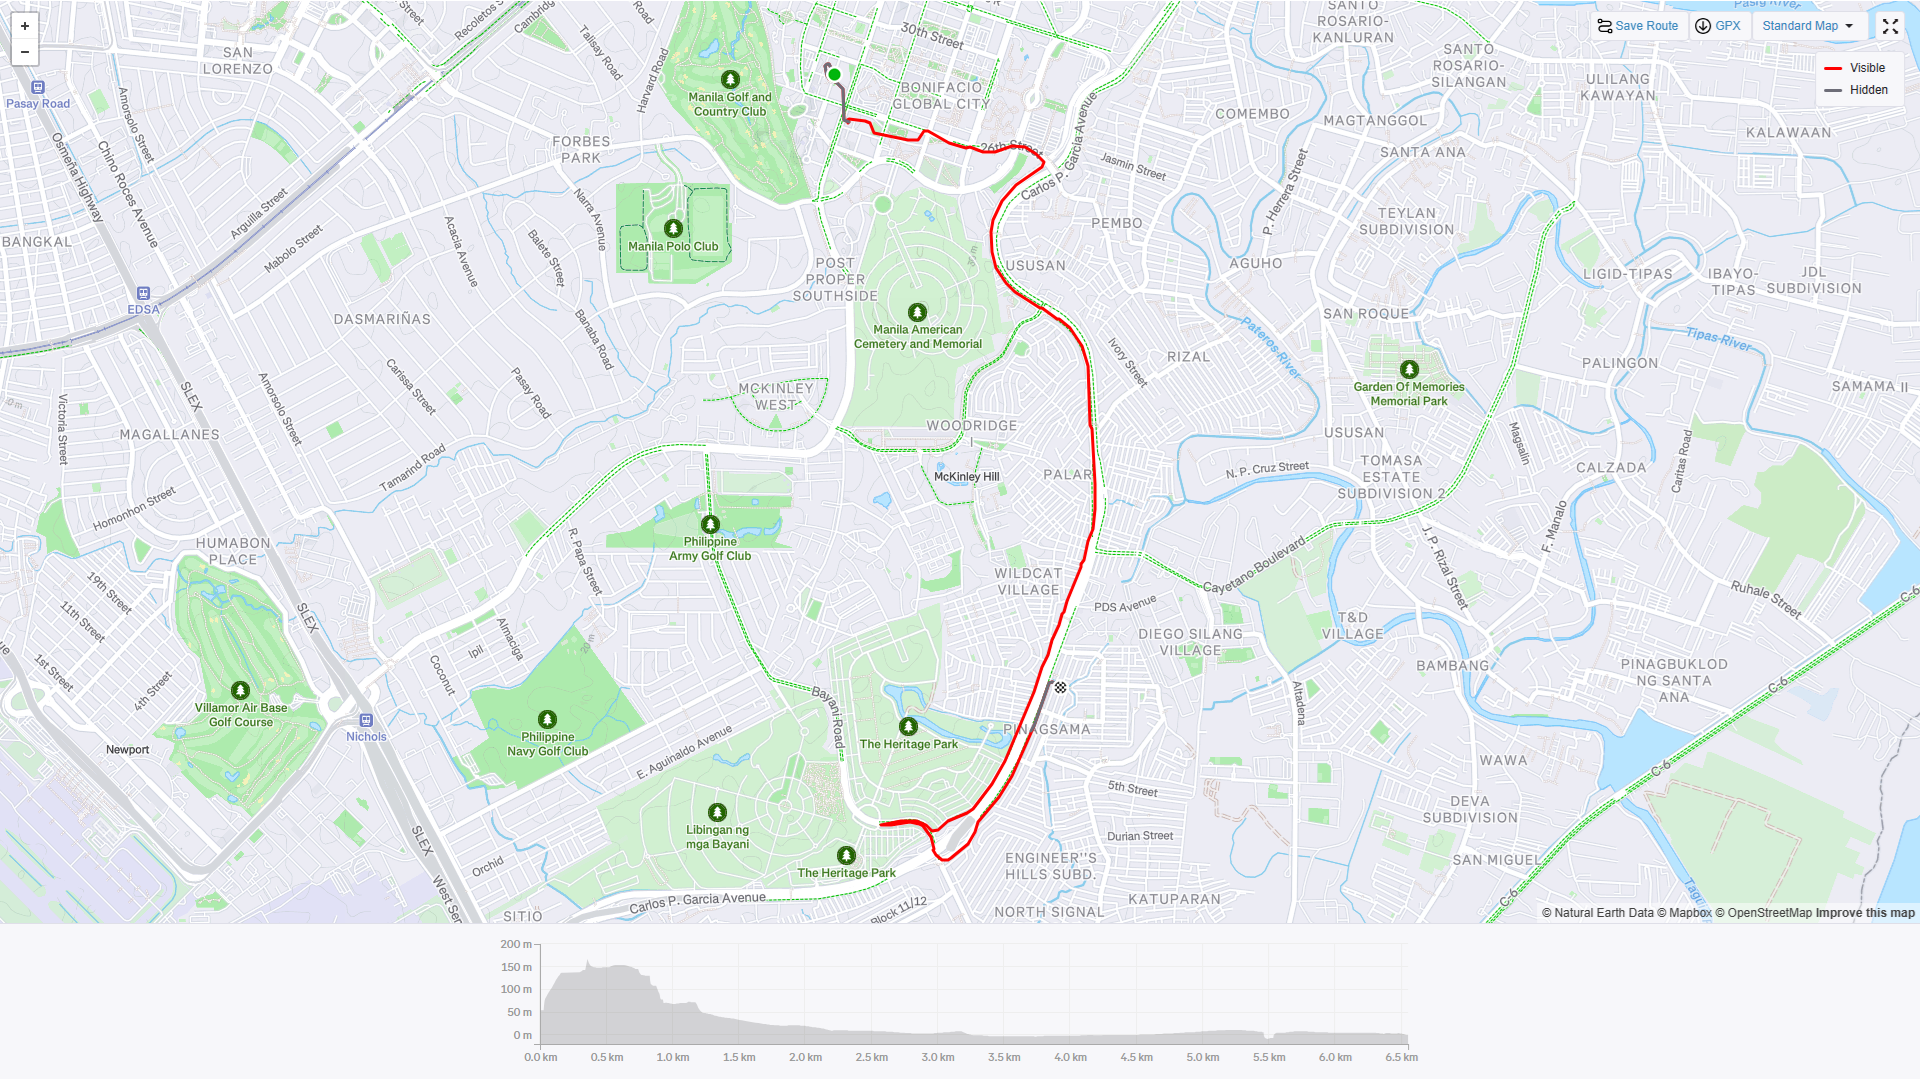 +
−
Save Route
GPX
Standard Map
Visible
Hidden
Recoletos S
Cambridg
Street
Road
Talisay Road
Harvard Road
30th Street
SANTO
ROSARIO-
KANLURAN
Pasig River
SAN
LORENZO
SANTO
ROSARIO-
SILANGAN
ULILANG
KAWAYAN
Pasay Road
Amorsolo Street
Manila Golf and
Country Club
BONIFACIO
GLOBAL CITY
COMEMBO
MAGTANGGOL
KALAWAAN
Osmeña Highway
Chino Roces Avenue
FORBES
PARK
26th Street
Carlos P. Garcia Avenue
Jasmin Street
SANTA ANA
P. Herrera Street
Arguilla Street
Narra Avenue
Carlos P.
PEMBO
TEYLAN
SUBDIVISION
BANGKAL
Mabolo Street
Acacia Avenue
Balete Street
Manila Polo Club
POST
PROPER
SOUTHSIDE
30 m
USUSAN
AGUHO
LIGID-TIPAS
IBAYO-
TIPAS
JDL
SUBDIVISION
EDSA
DASMARIÑAS
Banaba Road
Manila American
Cemetery and Memorial
SAN ROQUE
Pateros River
Tipas River
Ivory Street
RIZAL
PALINGON
SLEX
Amorsolo Street
Carissa Street
Pasay Road
MCKINLEY
WEST
Garden Of Memories
Memorial Park
SAMAMA II
Victoria Street
MAGALLANES
WOODRIDGE
I
USUSAN
Magsalin
Caritas Road
Tamarind Road
McKinley Hill
PALAR
N. P. Cruz Street
TOMASA
ESTATE
SUBDIVISION 2
CALZADA
Homonhon Street
F. Manalo
HUMABON
PLACE
R. Papa Street
Philippine
Army Golf Club
J. P. Rizal Street
19th Street
WILDCAT
VILLAGE
Cayetano Boulevard
Ruhale Street
C-6
11th Street
SLEX
PDS Avenue
T&D
VILLAGE
Almaciga
Ipil
20 m
DIEGO SILANG
VILLAGE
1st Street
4th Street
Coconut
BAMBANG
PINAGBUKLOD
NG SANTA
ANA
C-6
Villamor Air Base
Golf Course
Bayani Road
Altadena
Nichols
Philippine
Navy Golf Club
E. Aguinaldo Avenue
The Heritage Park
PINAGSAMA
Newport
WAWA
C-6
5th Street
DEVA
SUBDIVISION
Libingan ng
mga Bayani
SLEX
Durian Street
Orchid
The Heritage Park
ENGINEER"S
HILLS SUBD.
SAN MIGUEL
West Ser
Carlos P. Garcia Avenue
Block 11/12
KATUPARAN
C-6
SITIO
NORTH SIGNAL
© Natural Earth Data © Mapbox © OpenStreetMap Improve this map
200 m
150 m
100 m
50 m
0 m
0.0 km 0.5 km 1.0 km 1.5 km 2.0 km 2.5 km 3.0 km 3.5 km 4.0 km 4.5 km 5.0 km 5.5 km 6.0 km 6.5 km